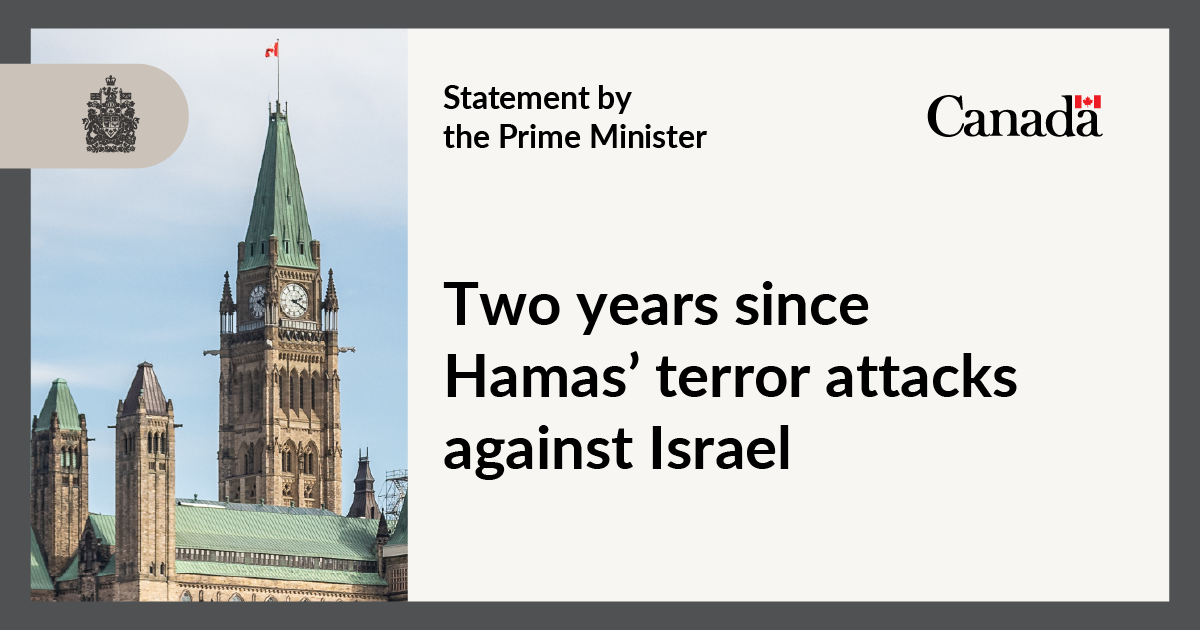 Statement by
the Prime Minister
Canada
Two years since
Hamas’ terror attacks
against Israel